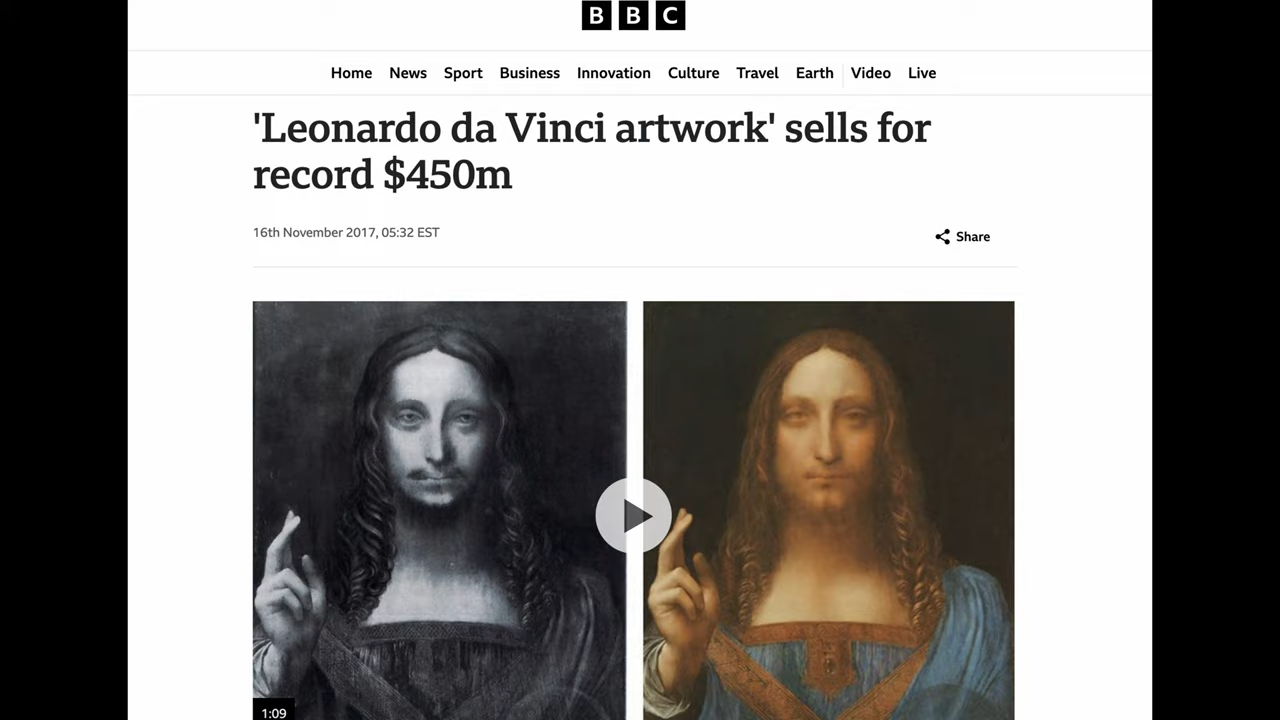 BBC
Home News Sport Business Innovation Culture Travel Earth Video Live
'Leonardo da Vinci artwork' sells for
record $450m
16th November 2017, 05:32 EST
Share
1:09